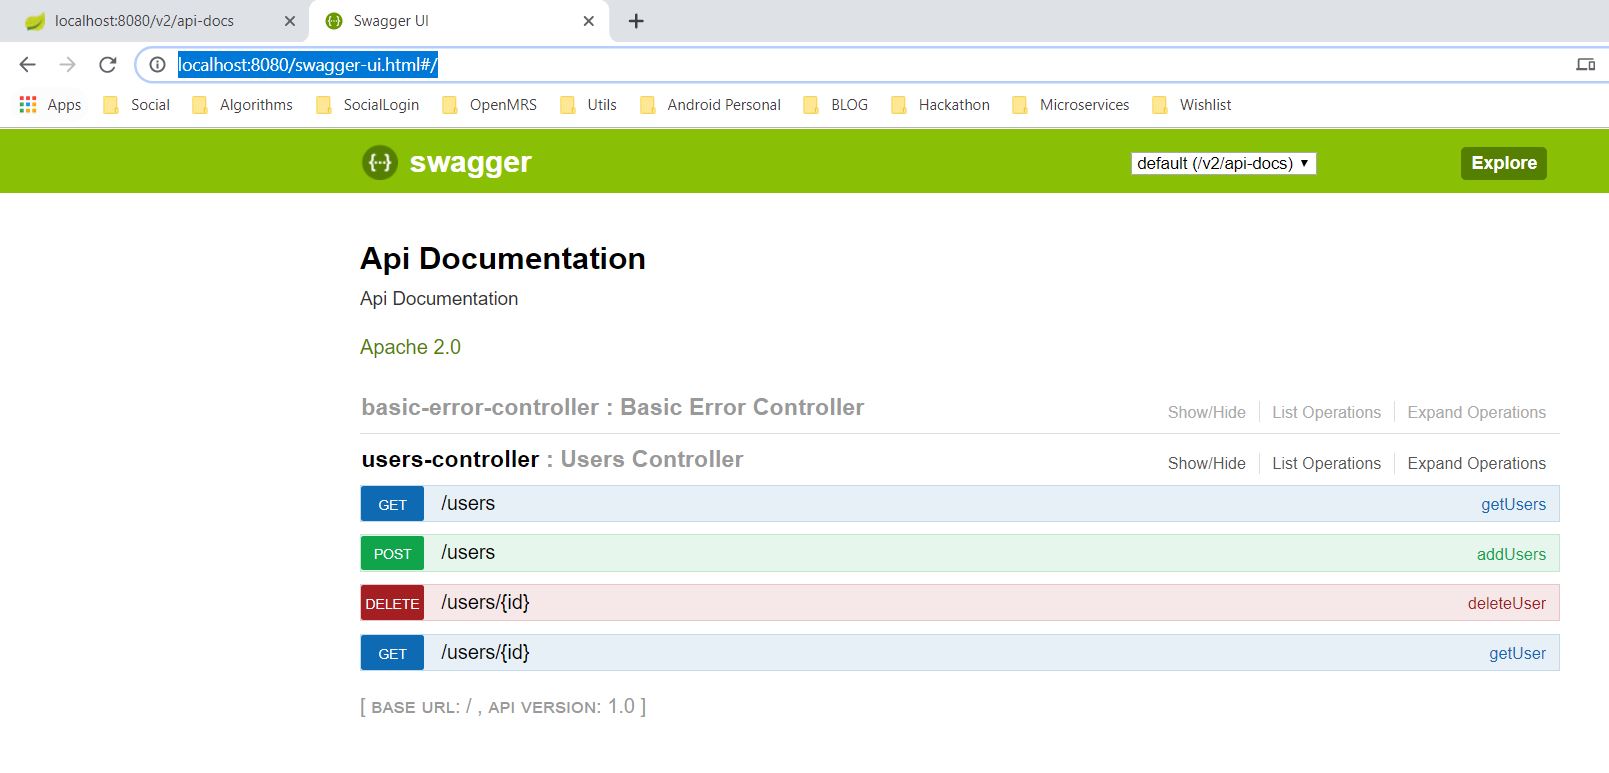 localhost:8080/v2/api-docs Swagger UI
localhost:8080/swagger-ui.html#/
Apps Social Algorithms SocialLogin OpenMRS Utils Android Personal BLOG Hackathon Microservices Wishlist
{···} swagger default (/v2/api-docs) Explore
Api Documentation
Api Documentation
Apache 2.0
basic-error-controller : Basic Error Controller Show/Hide List Operations Expand Operations
users-controller : Users Controller Show/Hide List Operations Expand Operations
GET /users getUsers
POST /users addUsers
DELETE /users/{id} deleteUser
GET /users/{id} getUser
[ BASE URL: / , API VERSION: 1.0 ]